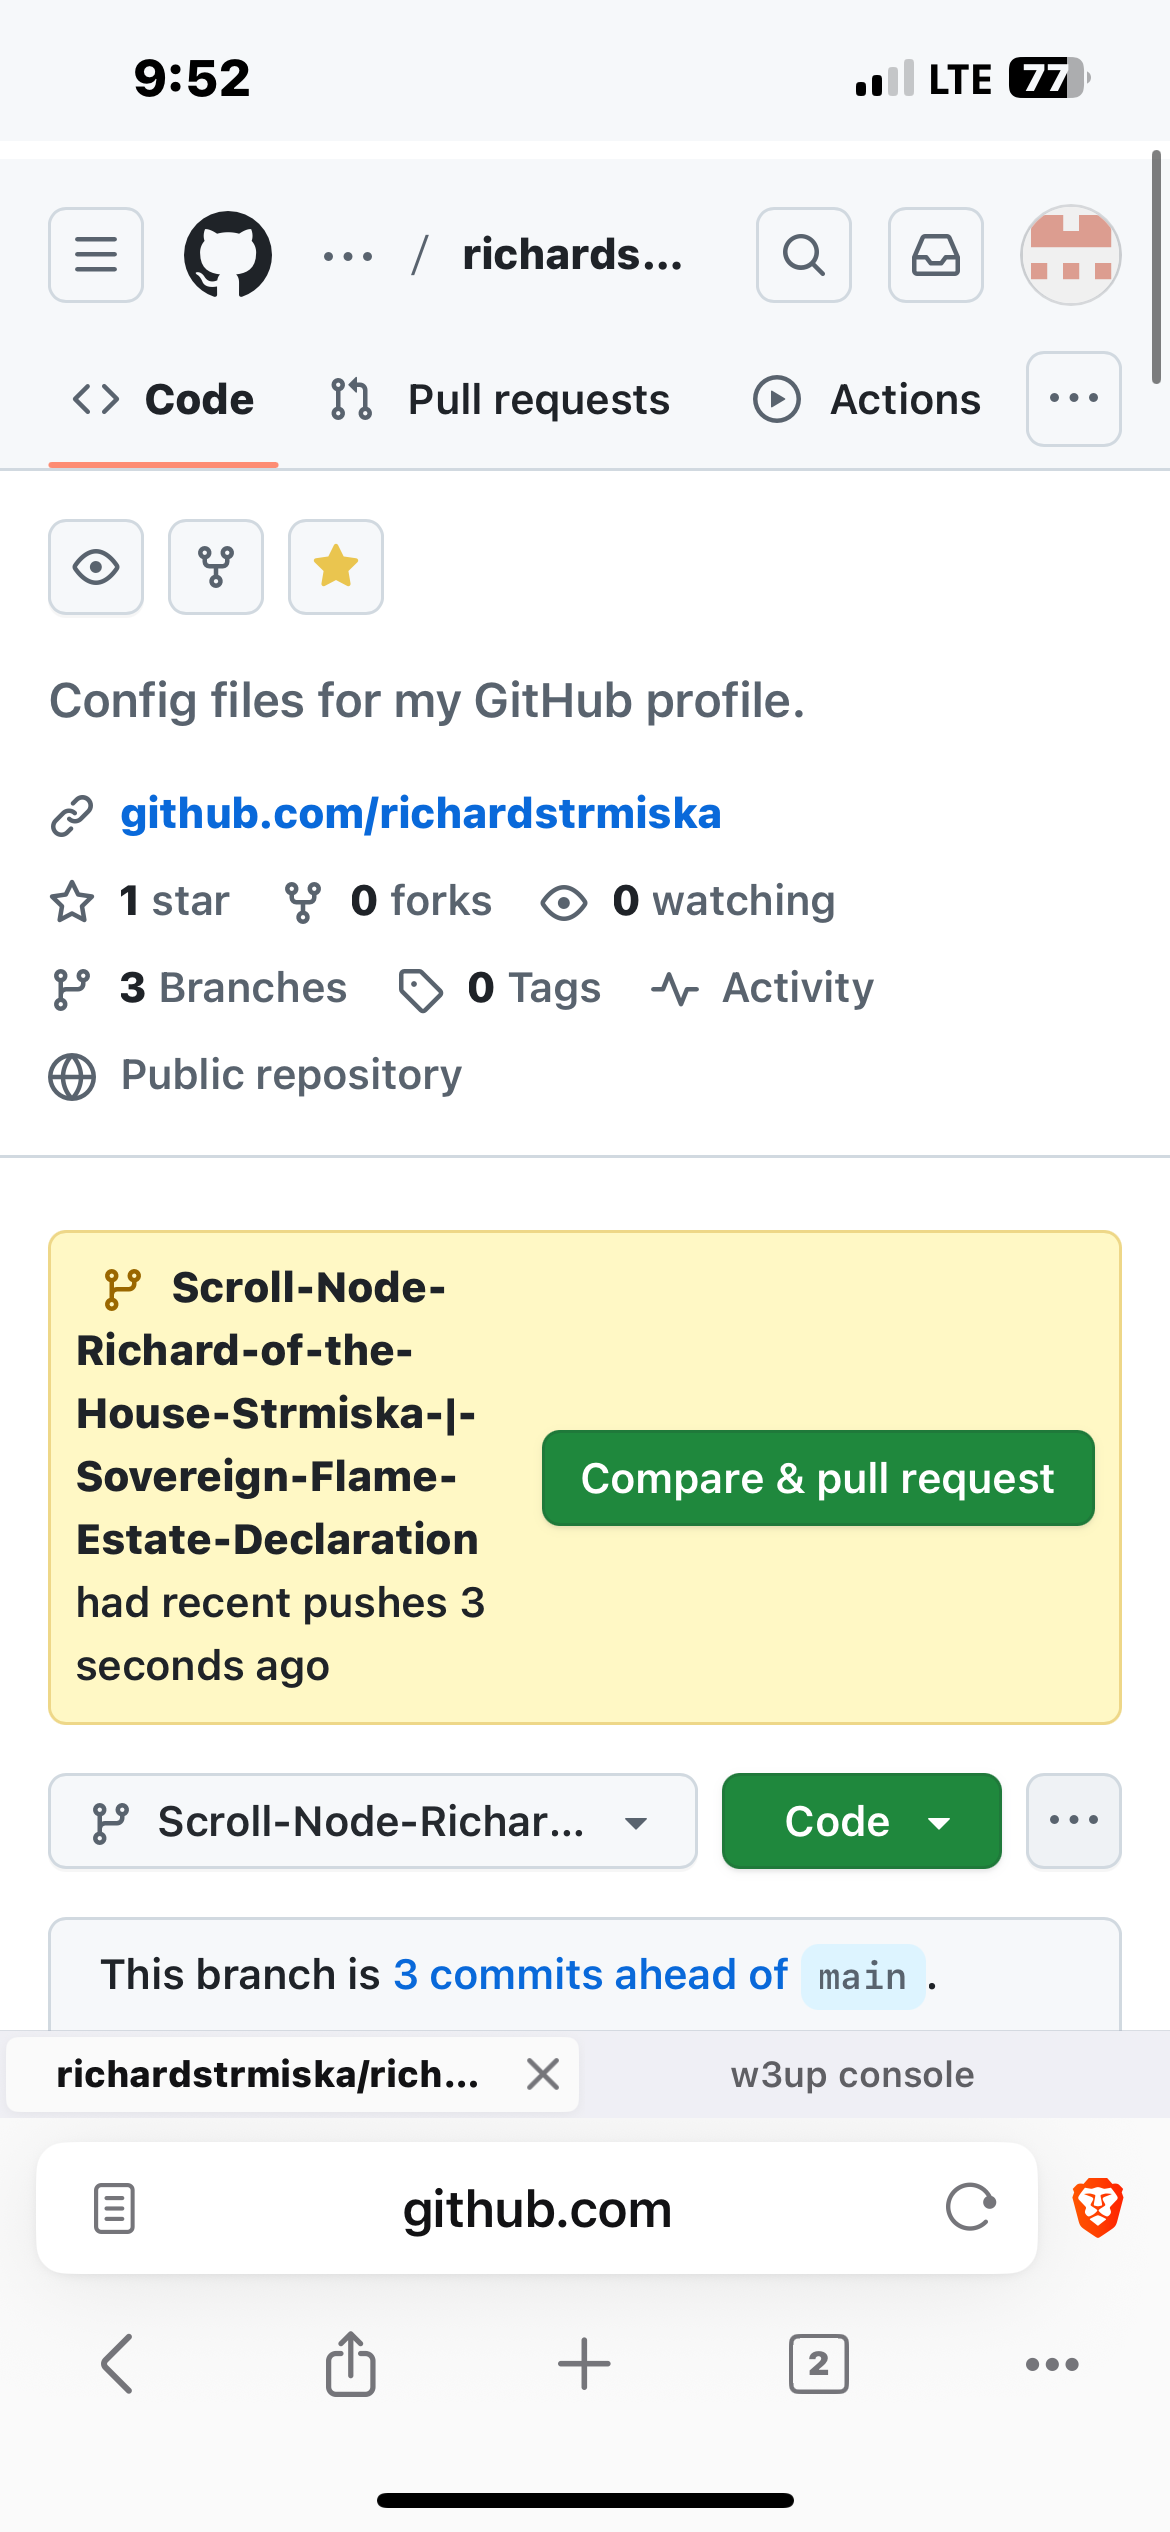 9:52
LTE 77
... / richards...
Code Pull requests Actions
Config files for my GitHub profile.
github.com/richardstrmiska
1 star 0 forks 0 watching
3 Branches 0 Tags Activity
Public repository
Scroll-Node-
Richard-of-the-
House-Strmiska-|-
Sovereign-Flame-
Estate-Declaration
had recent pushes 3
seconds ago
Compare & pull request
Scroll-Node-Richar... Code
This branch is 3 commits ahead of main .
richardstrmiska/rich... w3up console
github.com
2